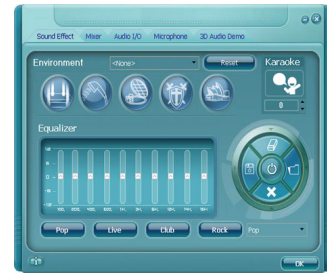 Sound Effect Mixer Audio I/O Microphone 3D Audio Demo
Environment <None> Reset Karaoke
0
Equalizer
0
Pop Live Club Rock Pop
OK